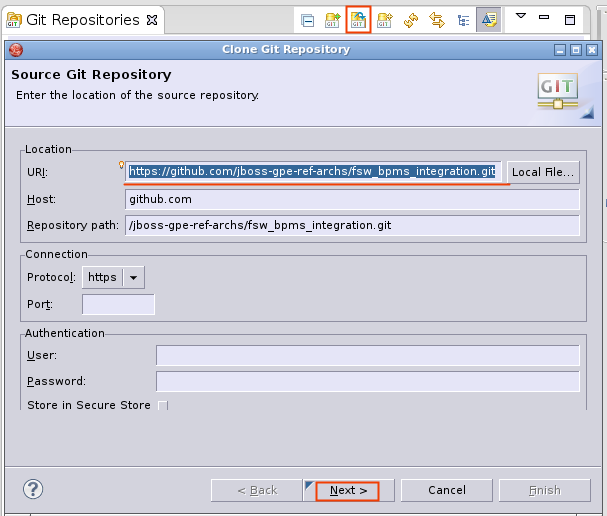 Git Repositories
Clone Git Repository
Source Git Repository
Enter the location of the source repository.
GIT
Location
URI:
https://github.com/jboss-gpe-ref-archs/fsw_bpms_integration.git
Local File...
Host:
github.com
Repository path:
/jboss-gpe-ref-archs/fsw_bpms_integration.git
Connection
Protocol:
https
Port:
Authentication
User:
Password:
Store in Secure Store
?
< Back
Next >
Cancel
Finish